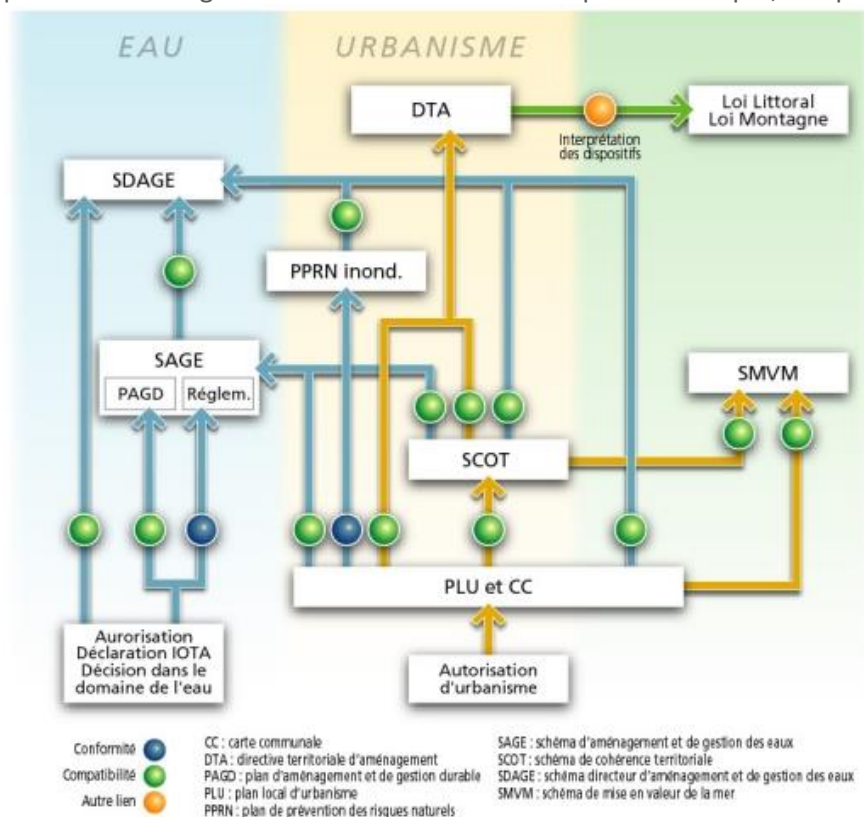 EAU
URBANISME
DTA
Loi Littoral
Loi Montagne
Interprétation
des dispositifs
SDAGE
PPRN inond.
SAGE
PAGD
Réglem.
SMVM
SCOT
PLU et CC
Aurorisation
Déclaration IOTA
Décision dans le
domaine de l'eau
Autorisation
d'urbanisme
Conformité
Compatibilité
Autre lien
CC : carte communale
DTA : directive territoriale d'aménagement
PAGD : plan d'aménagement et de gestion durable
PLU : plan local d'urbanisme
PPRN : plan de prévention des risques naturels
SAGE : schéma d'aménagement et de gestion des eaux
SCOT : schéma de cohérence territoriale
SDAGE : schéma directeur d'aménagement et de gestion des eaux
SMVM : schéma de mise en valeur de la mer